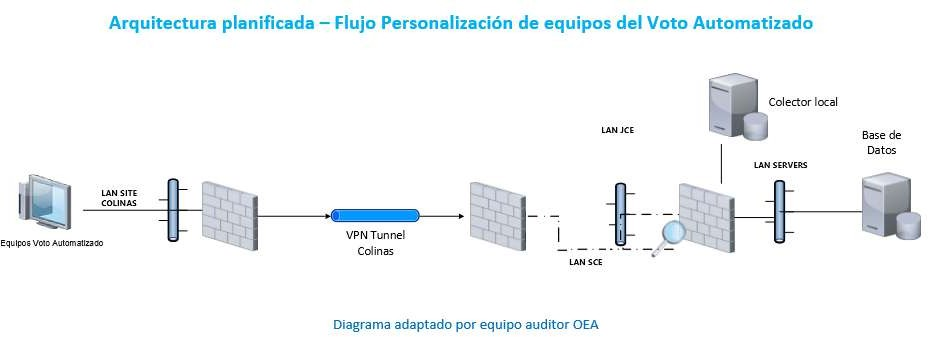 Arquitectura planificada – Flujo Personalización de equipos del Voto Automatizado
Colector local
LAN JCE
Base de
Datos
LAN SERVERS
LAN SITE
COLINAS
Equipos Voto Automatizado
VPN Tunnel
Colinas
LAN SCE
Diagrama adaptado por equipo auditor OEA